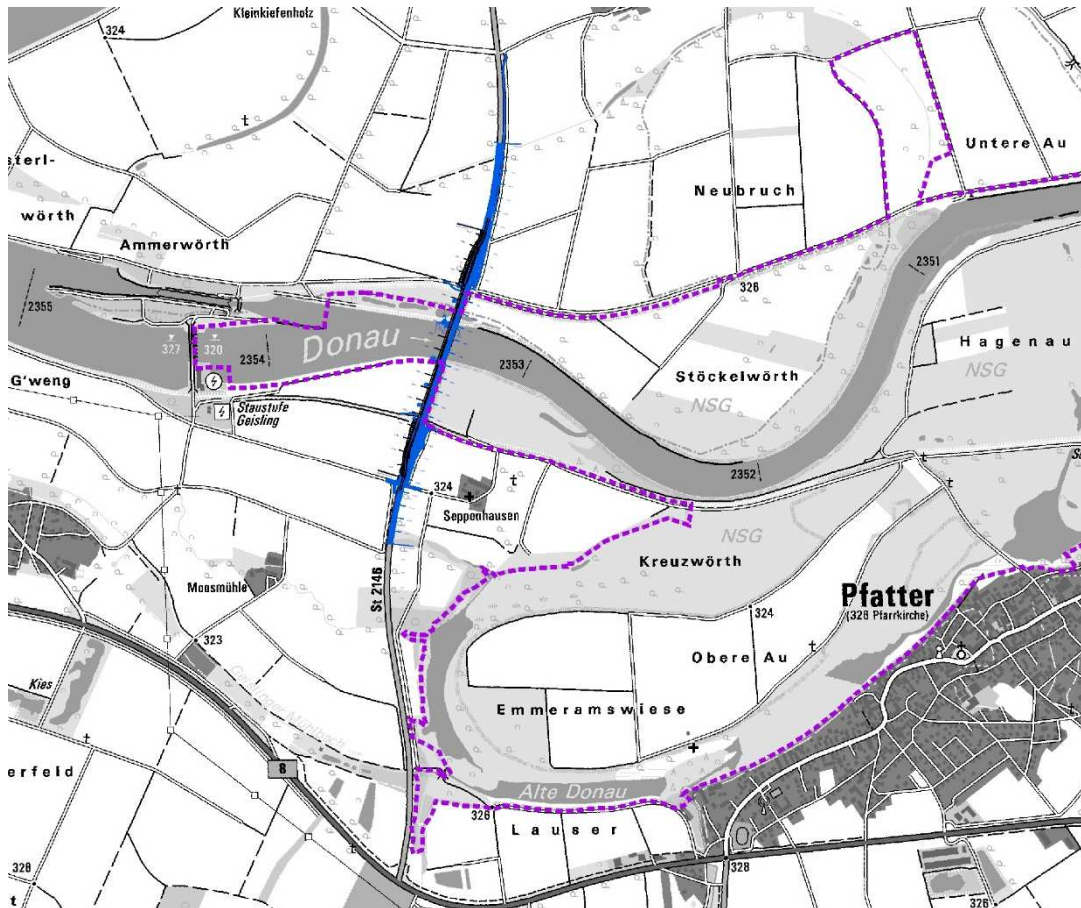 Kleinkiefenholz
324
Untere Au
Neubruch
sterl-
wörth
Ammerwörth
2351
326
2355
327
320
2354
Donau
2353
Hagenau
NSG
Stöckelwörth
NSG
G'weng
Staustufe
Geisling
2352
324
Seppenhausen
NSG
Kreuzwörth
Moosmühle
St 2146
Pfatter
(326 Pfarrkirche)
324
323
Obere Au
Kies
Emmeramswiese
erfeld
8
Alte Donau
326
Lauser
328
328
326
t